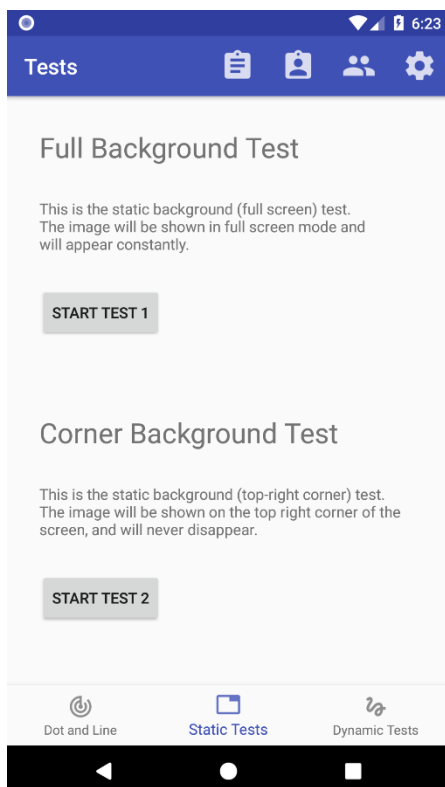 6:23
Tests
Full Background Test
This is the static background (full screen) test.
The image will be shown in full screen mode and
will appear constantly.
START TEST 1
Corner Background Test
This is the static background (top-right corner) test.
The image will be shown on the top right corner of the
screen, and will never disappear.
START TEST 2
Dot and Line
Static Tests
Dynamic Tests